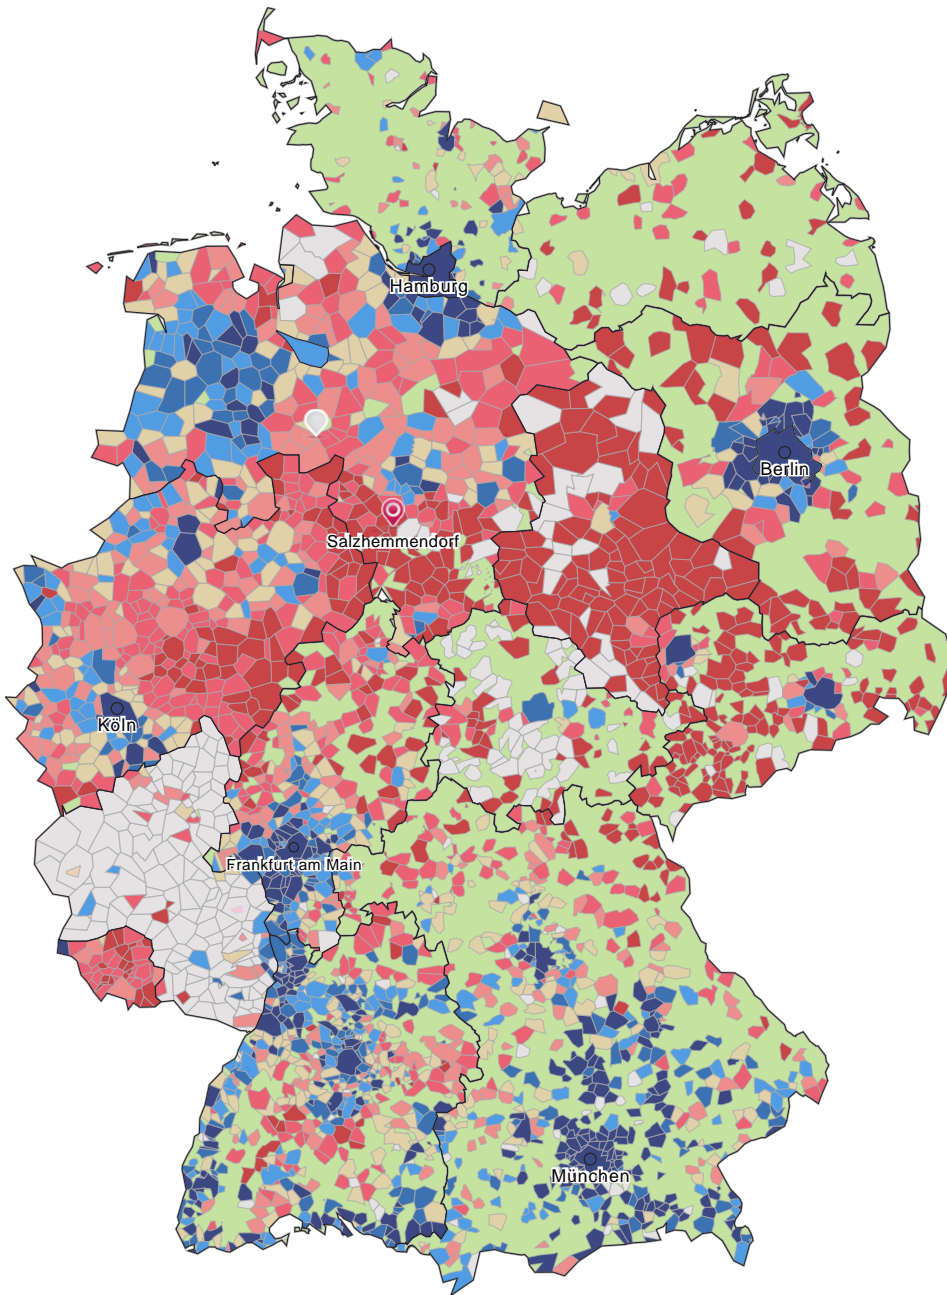 Hamburg
Berlin
Salzhemmendorf
Köln
Frankfurt am Main
München